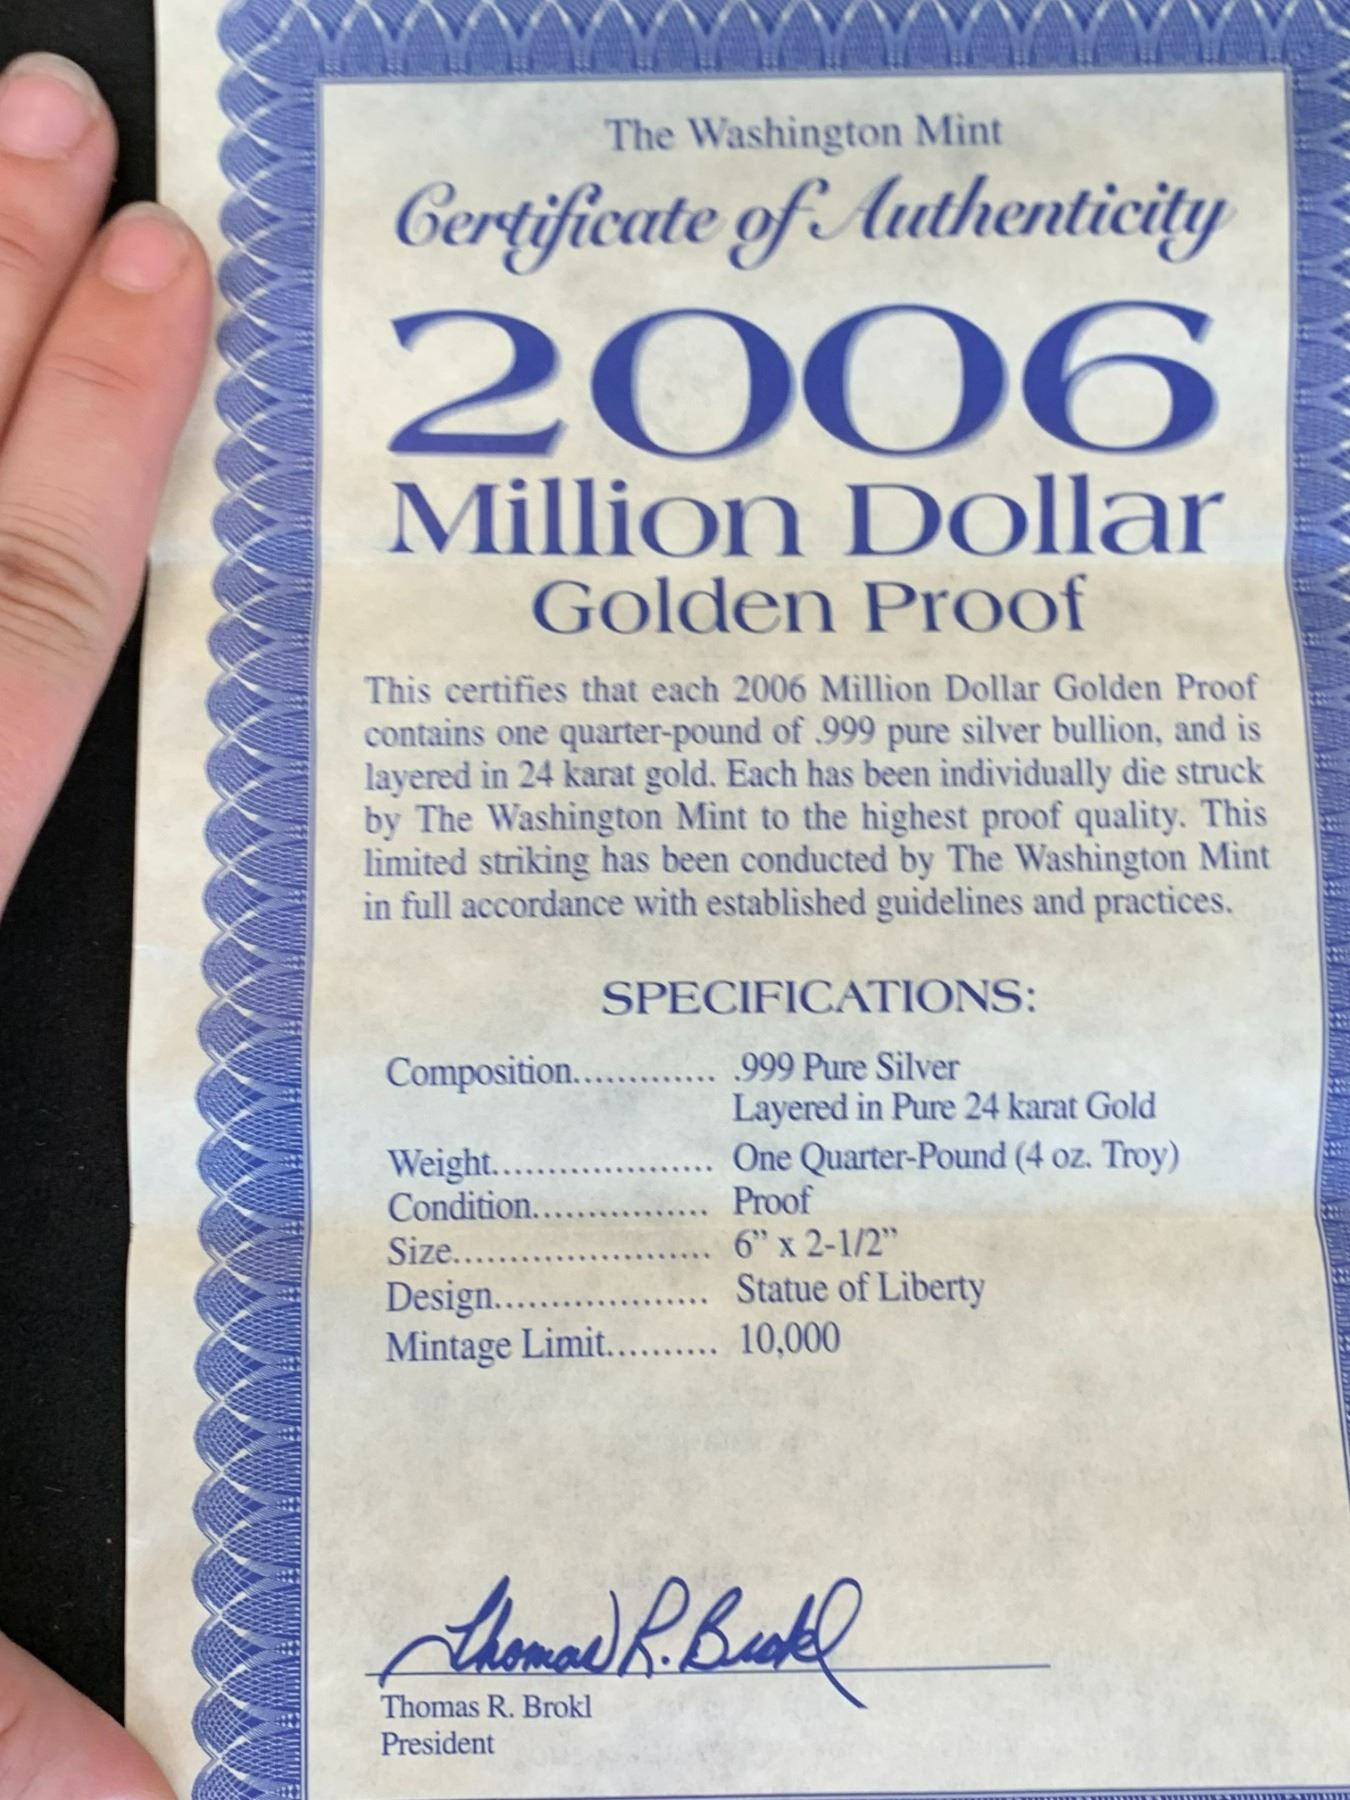 The Washington Mint
Certificate of Authenticity
2006
Million Dollar
Golden Proof
This certifies that each 2006 Million Dollar Golden Proof
contains one quarter-pound of .999 pure silver bullion, and is
layered in 24 karat gold. Each has been individually die struck
by The Washington Mint to the highest proof quality. This
limited striking has been conducted by The Washington Mint
in full accordance with established guidelines and practices.
SPECIFICATIONS:
Composition............. .999 Pure Silver
Layered in Pure 24 karat Gold
Weight.................... One Quarter-Pound (4 oz. Troy)
Condition................ Proof
Size....................... 6” x 2-1/2”
Design................... Statue of Liberty
Mintage Limit.......... 10,000
Thomas R. Brokl
Thomas R. Brokl
President